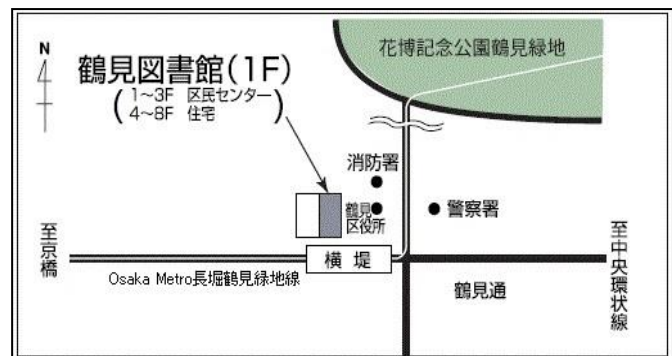 N
花博記念公園鶴見緑地
鶴見図書館(1F)
(1~3F 区民センター
4~8F 住宅)
消防署
鶴見
区役所
警察署
至京橋
横堤
至中央環状線
Osaka Metro長堀鶴見緑地線
鶴見通